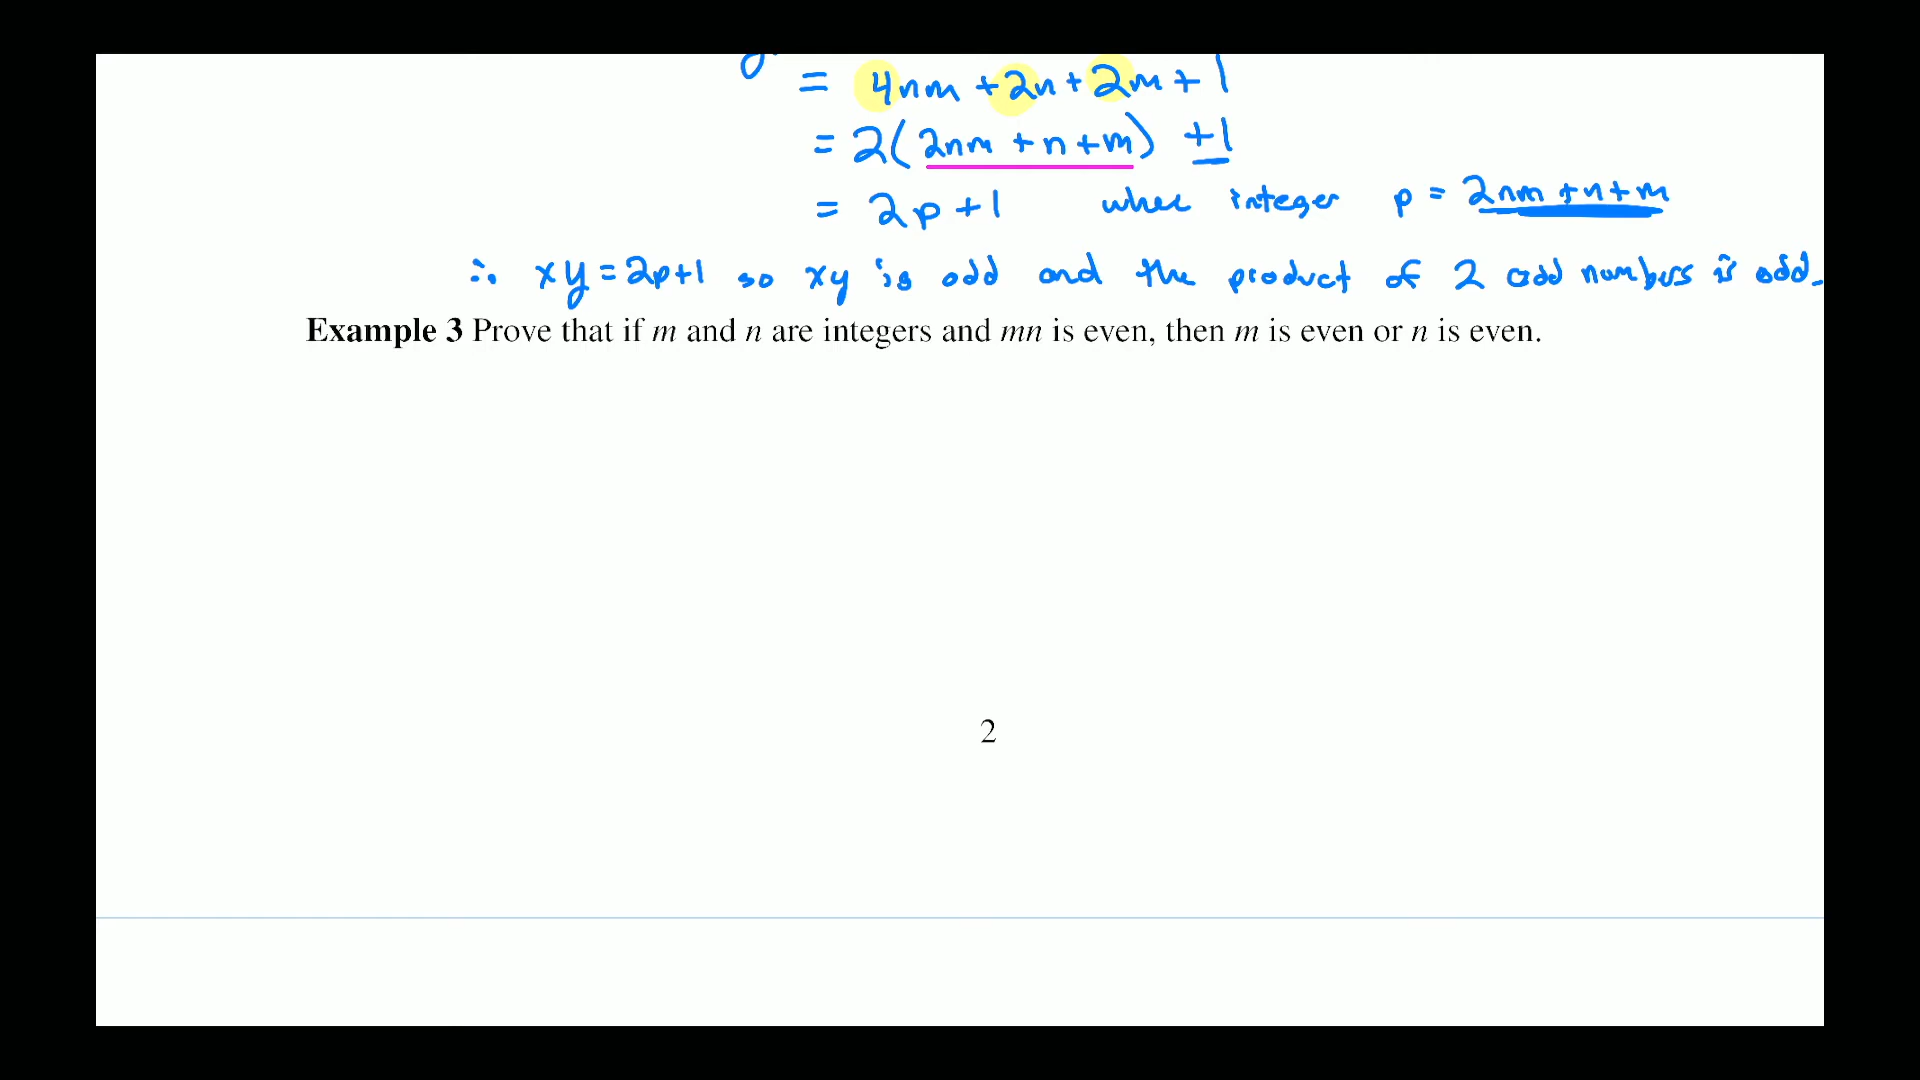 = 4nm + 2n + 2m + 1
= 2(2nm + n + m) + 1
= 2p + 1 where integer p = 2nm + n + m
∴ xy = 2p+1 so xy is odd and the product of 2 odd numbers is odd.
Example 3 Prove that if m and n are integers and mn is even, then m is even or n is even.
2